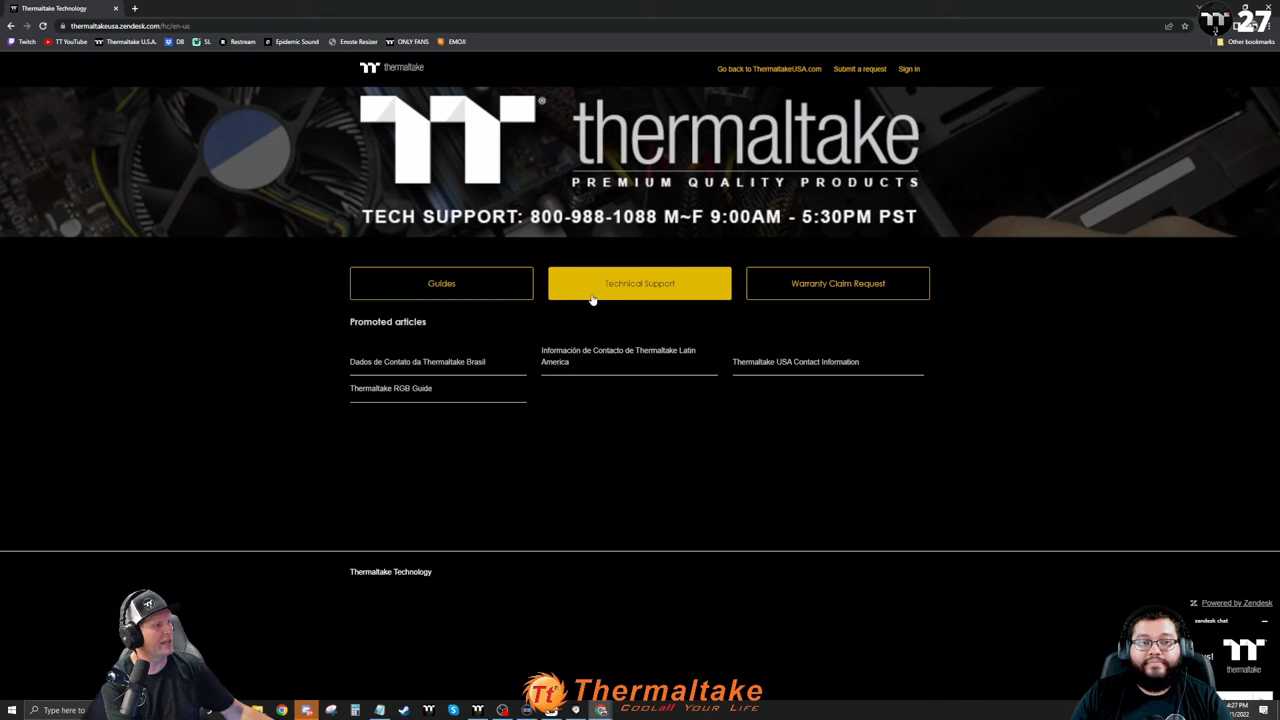 Thermaltake Technology
27
thermaltakeusa.zendesk.com/hc/en-us
Twitch
TT YouTube
Thermaltake U.S.A.
DB
SL
Restream
Epidemic Sound
Emote Resizer
ONLY FANS
EMOJI
Other bookmarks
thermaltake
Go back to ThermaltakeUSA.com
Submit a request
Sign in
thermaltake®
PREMIUM QUALITY PRODUCTS
TECH SUPPORT: 800-988-1088 M~F 9:00AM - 5:30PM PST
Guides
Technical Support
Warranty Claim Request
Promoted articles
Dados de Contato da Thermaltake Brasil
Información de Contacto de Thermaltake Latin
America
Thermaltake USA Contact Information
Thermaltake RGB Guide
Thermaltake Technology
Powered by Zendesk
zendesk chat
thermaltake
Type here to
Tt Thermaltake
COOLall YOUR LIFE
4:27 PM